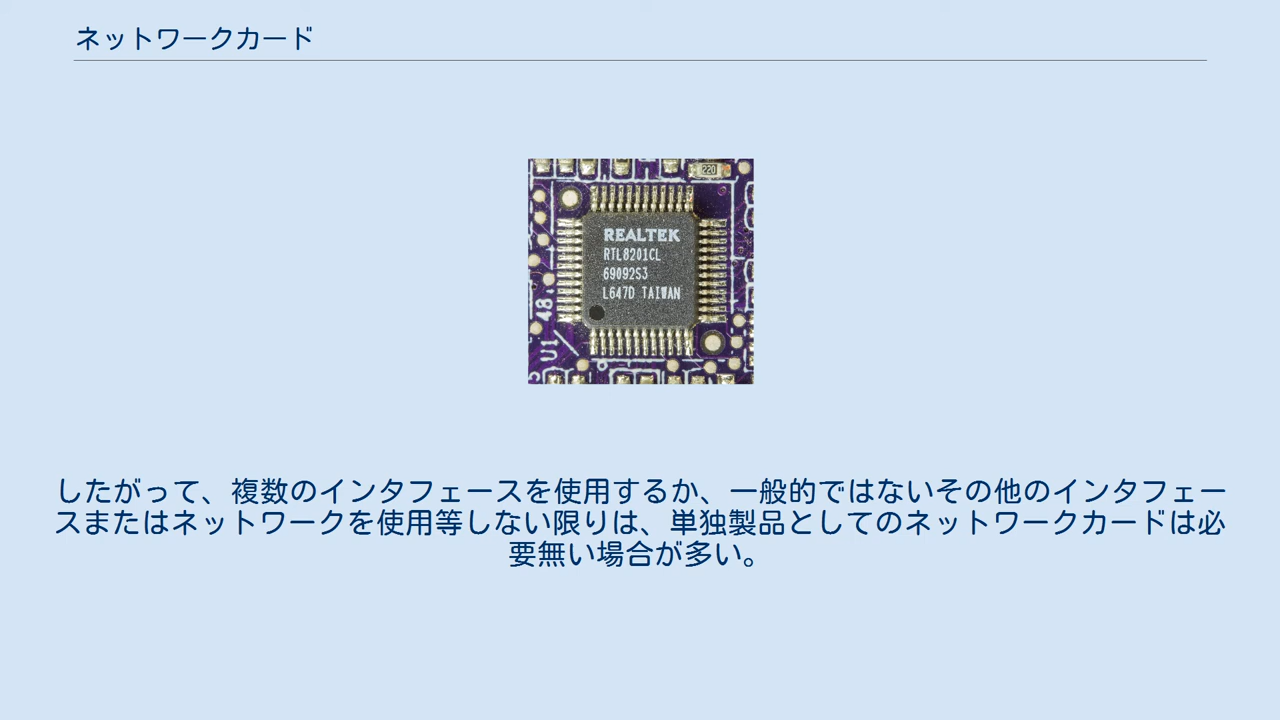 ネットワークカード
220
REALTEK
RTL8201CL
69092S3
L647D TAIWAN
48
U1
したがって、複数のインタフェースを使用するか、一般的ではないその他のインタフェー
スまたはネットワークを使用等しない限りは、単独製品としてのネットワークカードは必
要無い場合が多い。